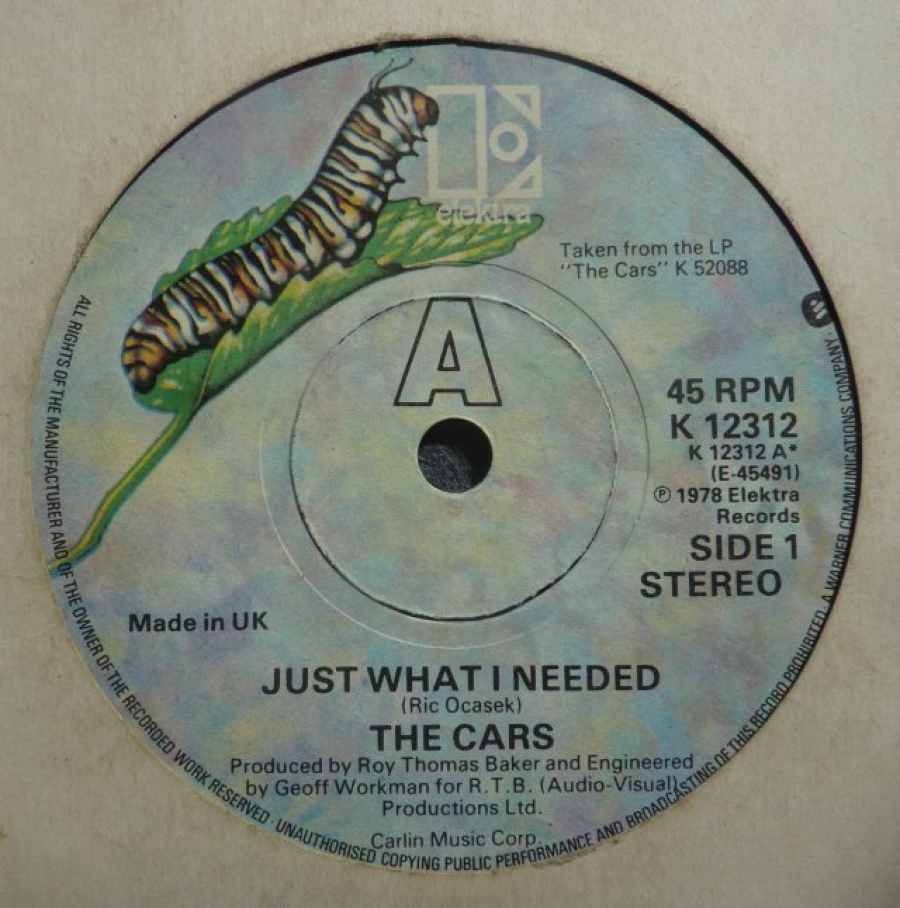 elektra
Taken from the LP
"The Cars" K 52088
A
45 RPM
K 12312
K 12312 A*
(E-45491)
℗ 1978 Elektra
Records
SIDE 1
STEREO
Made in UK
JUST WHAT I NEEDED
(Ric Ocasek)
THE CARS
Produced by Roy Thomas Baker and Engineered
by Geoff Workman for R.T.B. (Audio-Visual)
Productions Ltd.
Carlin Music Corp.
ALL RIGHTS OF THE MANUFACTURER AND OF THE OWNER OF THE RECORDED WORK RESERVED · UNAUTHORISED COPYING PUBLIC PERFORMANCE AND BROADCASTING OF THIS RECORD PROHIBITED. A WARNER COMMUNICATIONS COMPANY.